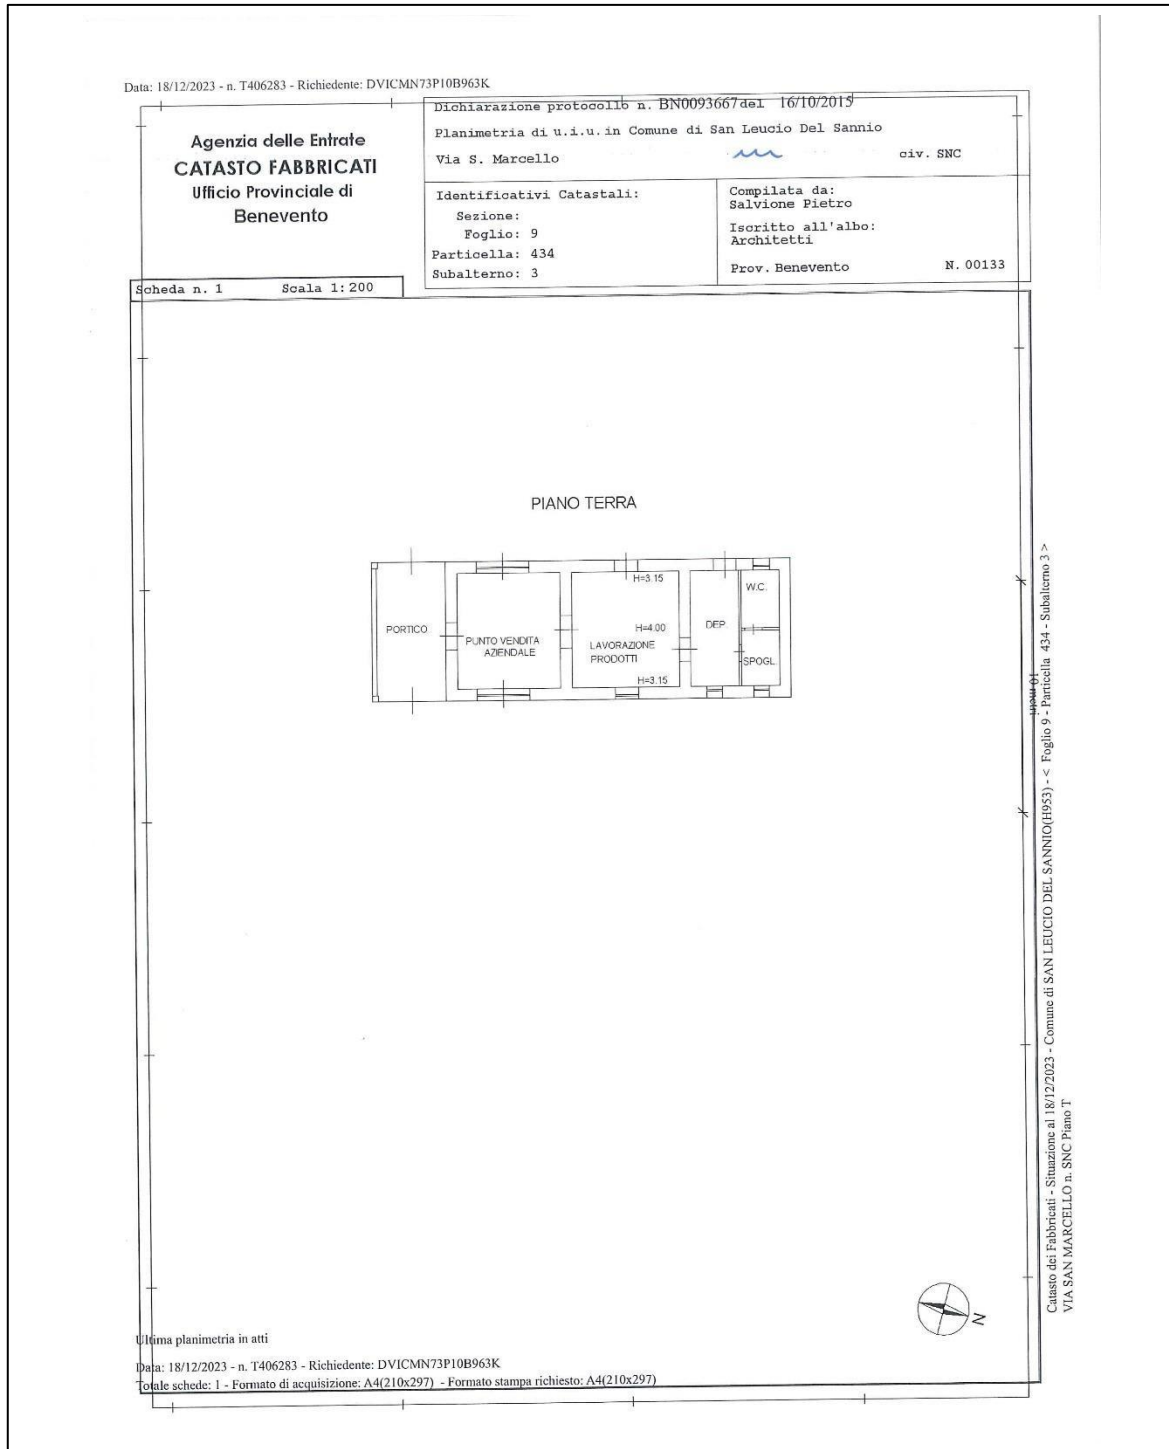 Data: 18/12/2023 - n. T406283 - Richiedente: DVICMN73P10B963K
Agenzia delle Entrate
CATASTO FABBRICATI
Ufficio Provinciale di
Benevento
Dichiarazione protocollo n. BN0093667 del 16/10/2015
Planimetria di u.i.u. in Comune di San Leucio Del Sannio
Via S. Marcello civ. SNC
Identificativi Catastali:
Sezione:
Foglio: 9
Particella: 434
Subalterno: 3
Compilata da:
Salvione Pietro
Iscritto all'albo:
Architetti
Prov. Benevento N. 00133
Scheda n. 1 Scala 1:200
PIANO TERRA
H=3.15
W.C.
PORTICO
H=4.00
DEP
PUNTO VENDITA
AZIENDALE
LAVORAZIONE
PRODOTTI
SPOGL
H=3.15
10 metri
Catasto dei Fabbricati - Situazione al 18/12/2023 - Comune di SAN LEUCIO DEL SANNIO(H953) - < Foglio 9 - Particella 434 - Subalterno 3 >
VIA SAN MARCELLO n. SNC Piano T
N
Ultima planimetria in atti
Data: 18/12/2023 - n. T406283 - Richiedente: DVICMN73P10B963K
Totale schede: 1 - Formato di acquisizione: A4(210x297) - Formato stampa richiesto: A4(210x297)